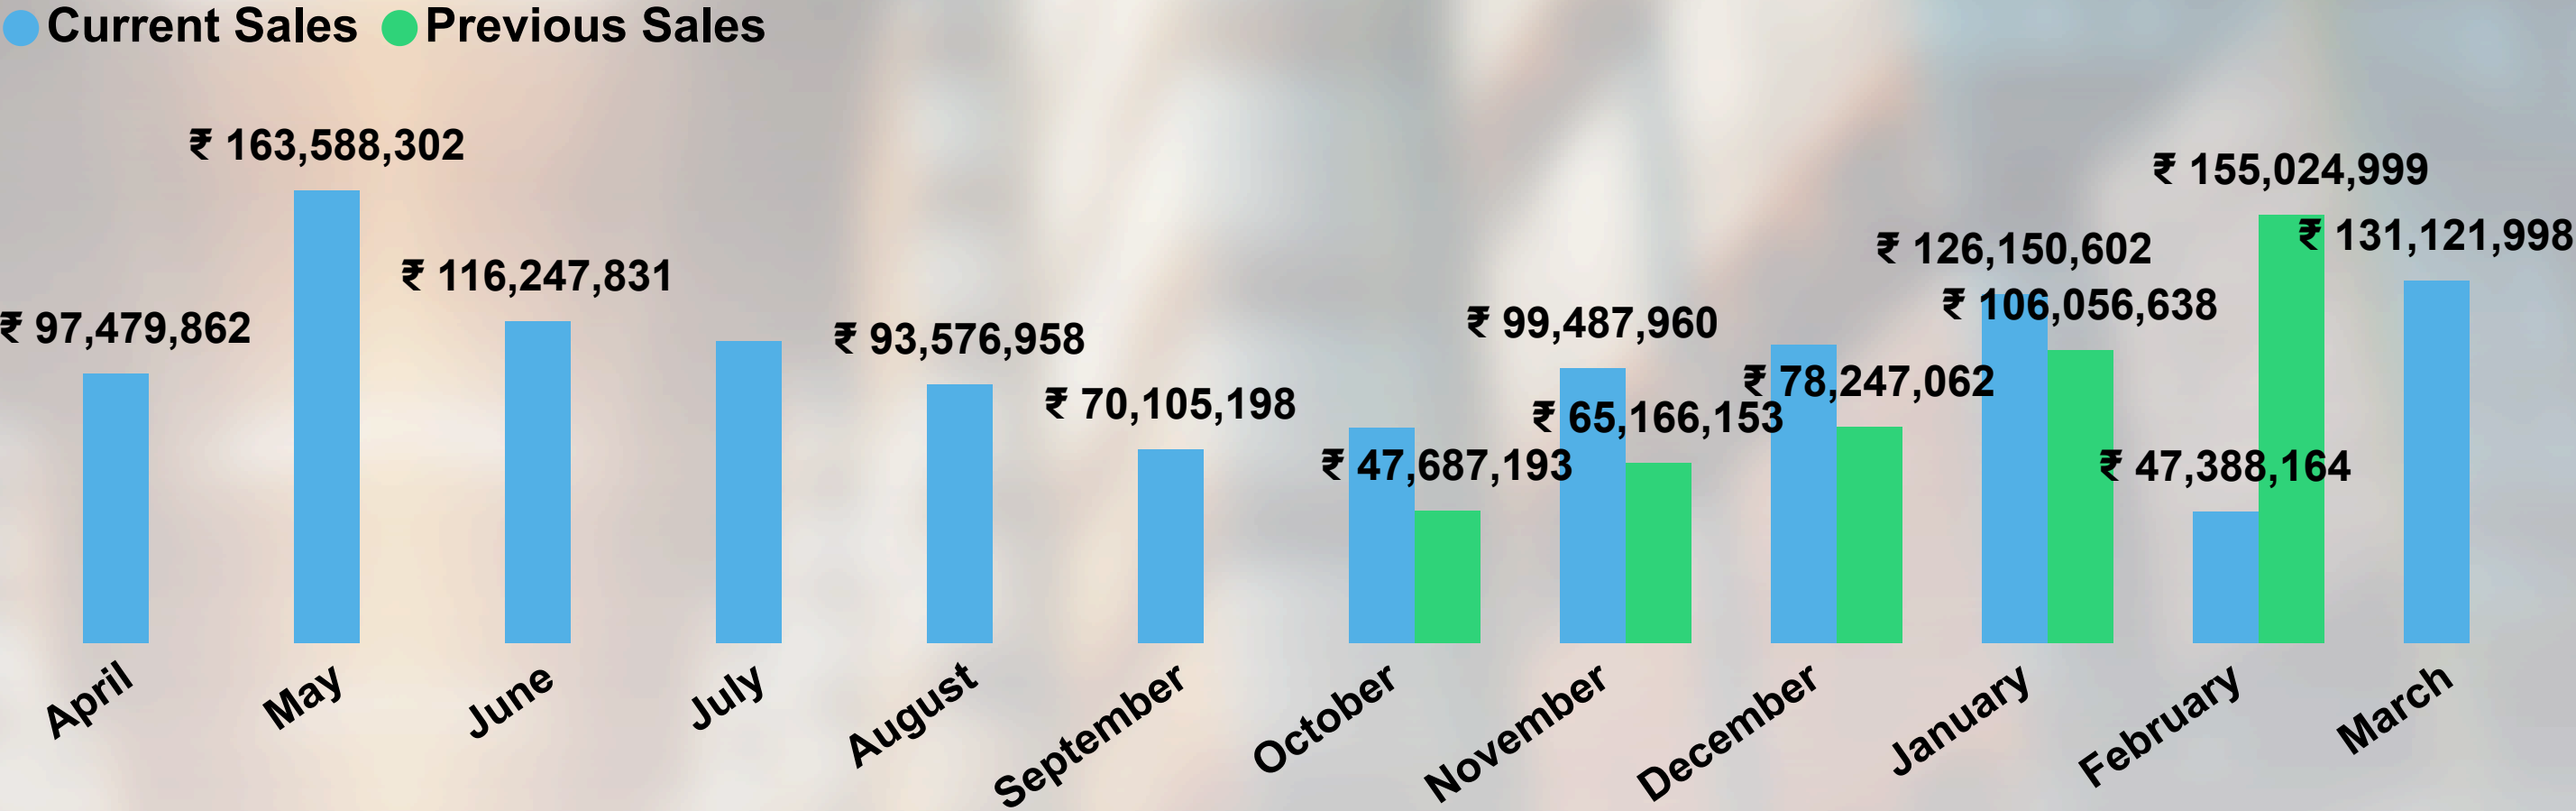 Current Sales Previous Sales
₹ 163,588,302
₹ 155,024,999
₹ 131,121,998
₹ 126,150,602
₹ 116,247,831
₹ 106,056,638
₹ 99,487,960
₹ 97,479,862
₹ 93,576,958
₹ 78,247,062
₹ 70,105,198
₹ 65,166,153
₹ 47,687,193
₹ 47,388,164
April
May
June
July
August
September
October
November
December
January
February
March